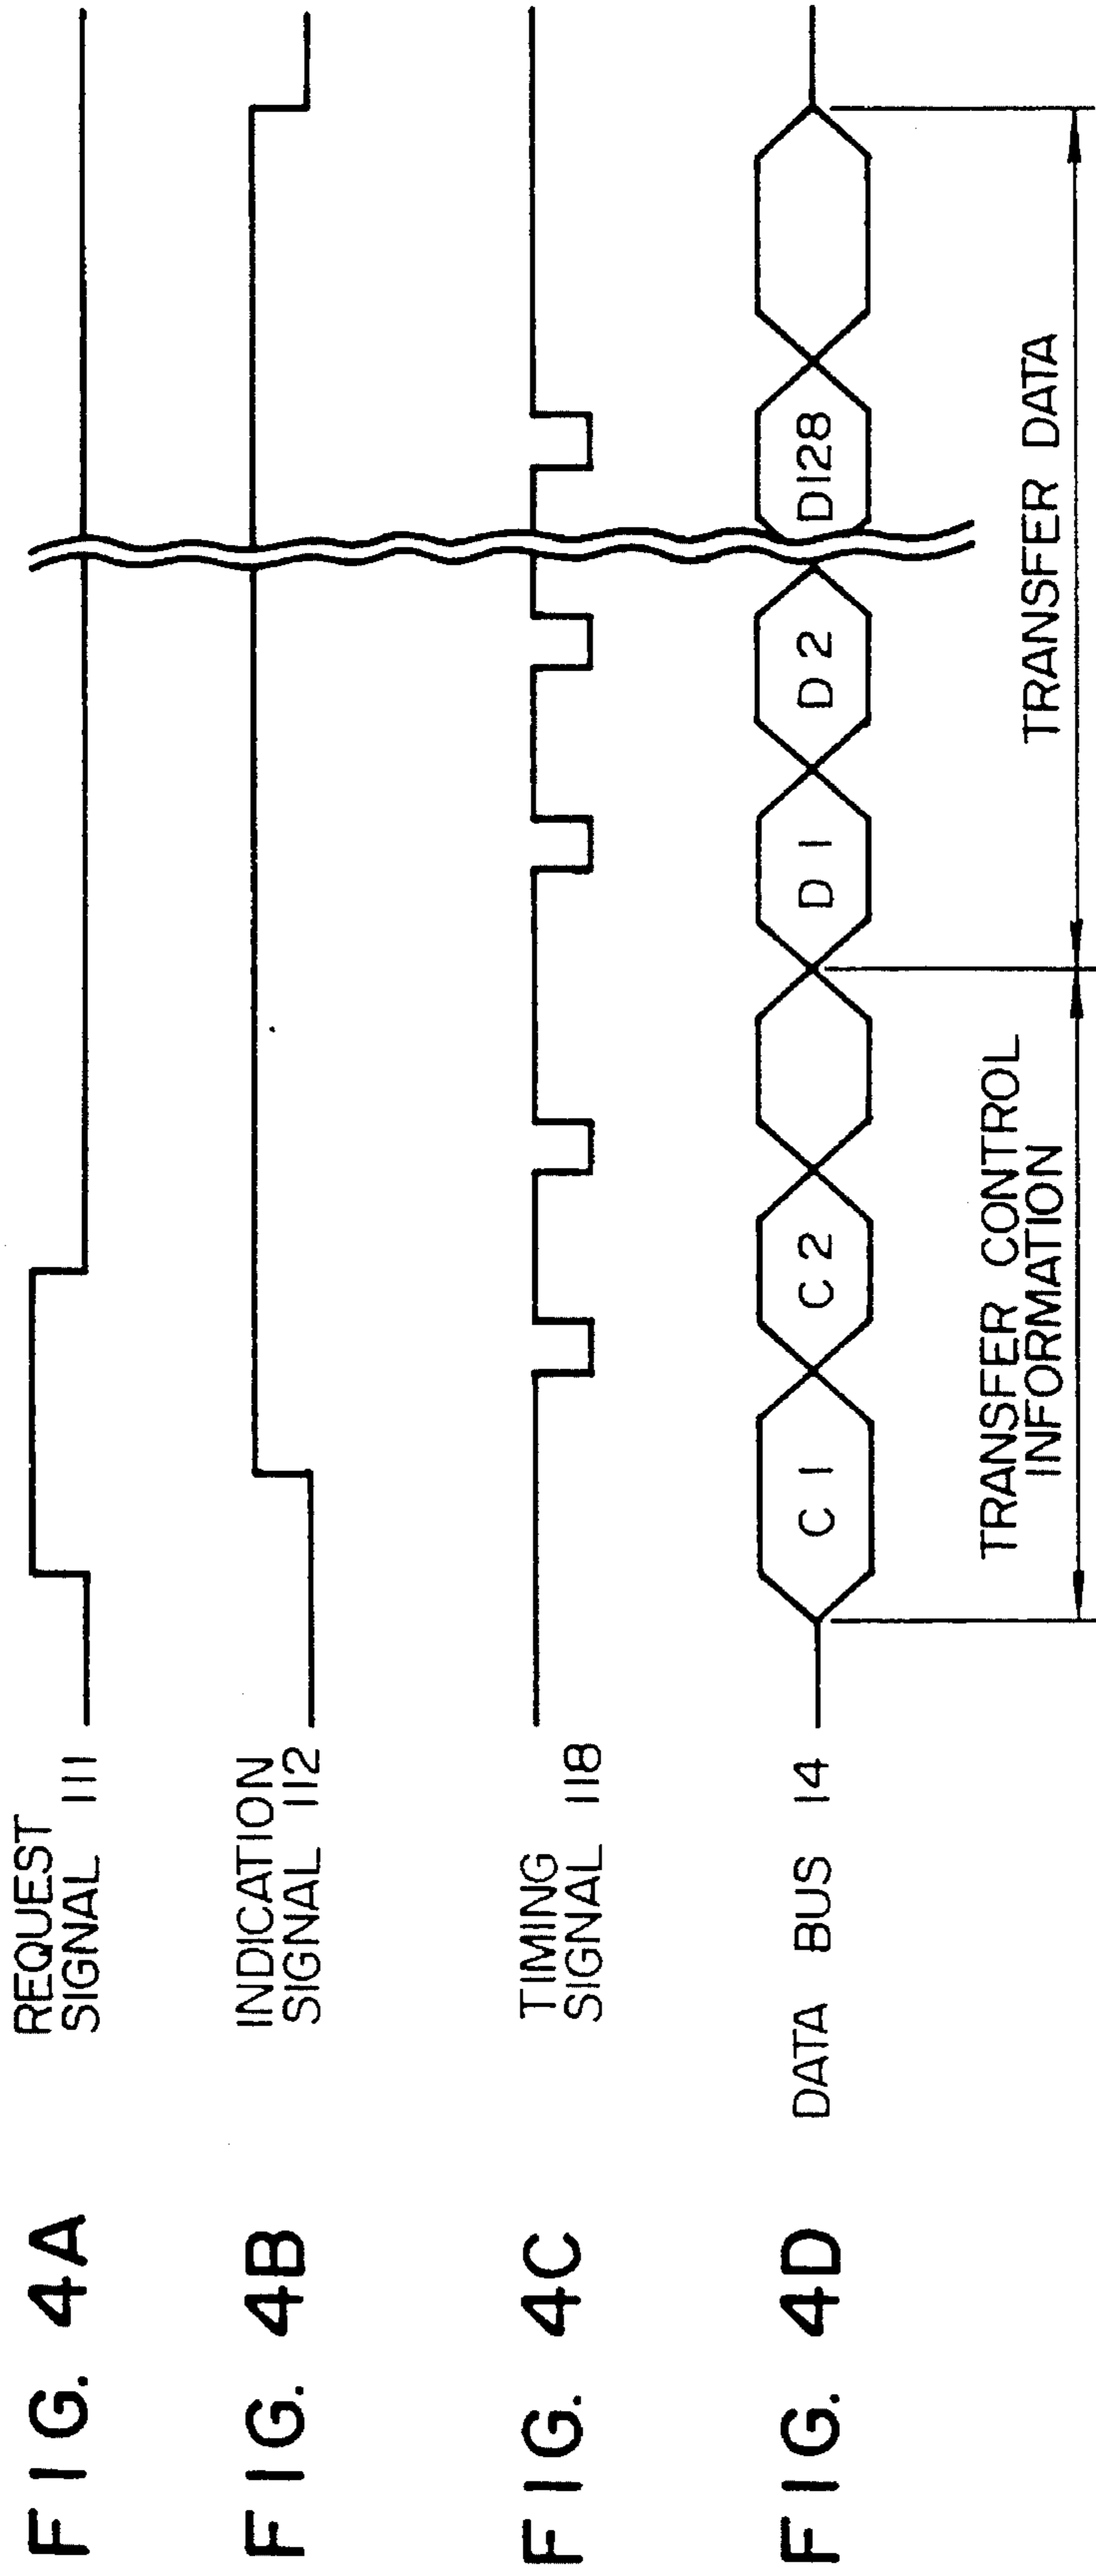 FIG. 4A
REQUEST
SIGNAL 111
FIG. 4B
INDICATION
SIGNAL 112
FIG. 4C
TIMING
SIGNAL 118
FIG. 4D
DATA BUS 14
C1
C2
D1
D2
D128
TRANSFER CONTROL
INFORMATION
TRANSFER DATA